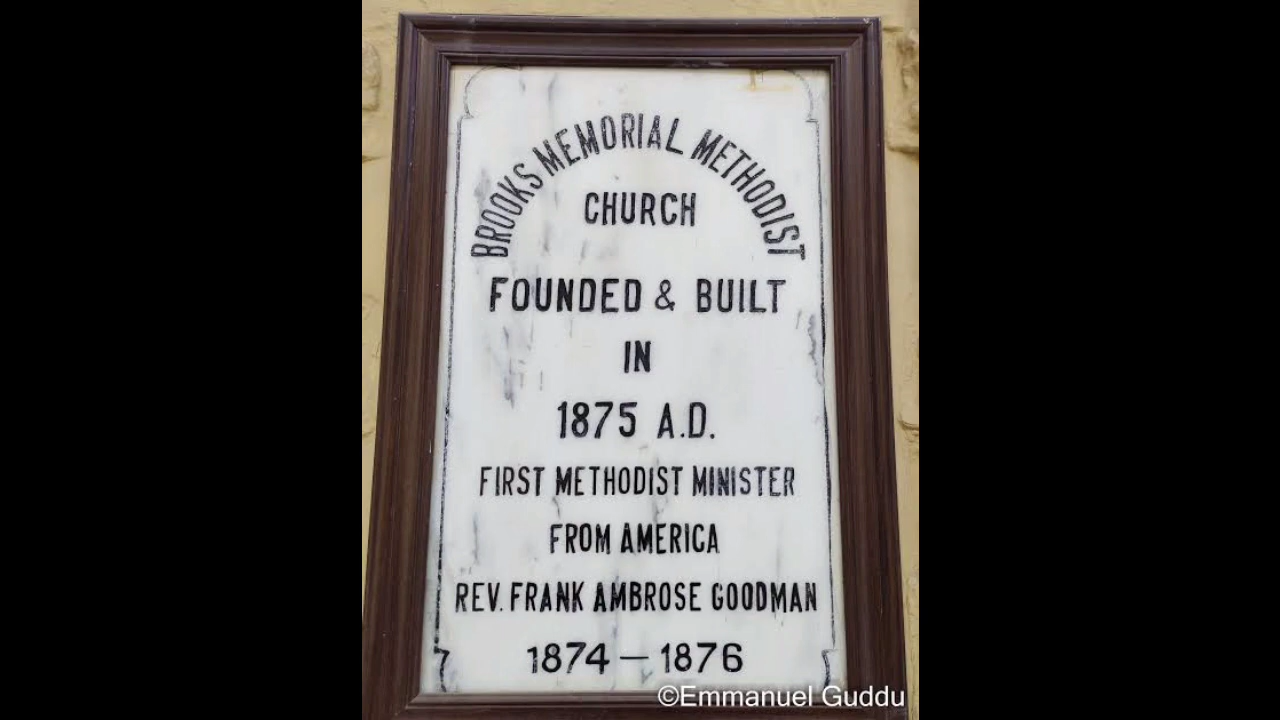 BROOKS MEMORIAL METHODIST
CHURCH
FOUNDED & BUILT
IN
1875 A.D.
FIRST METHODIST MINISTER
FROM AMERICA
REV. FRANK AMBROSE GOODMAN
1874 – 1876
©Emmanuel Guddu